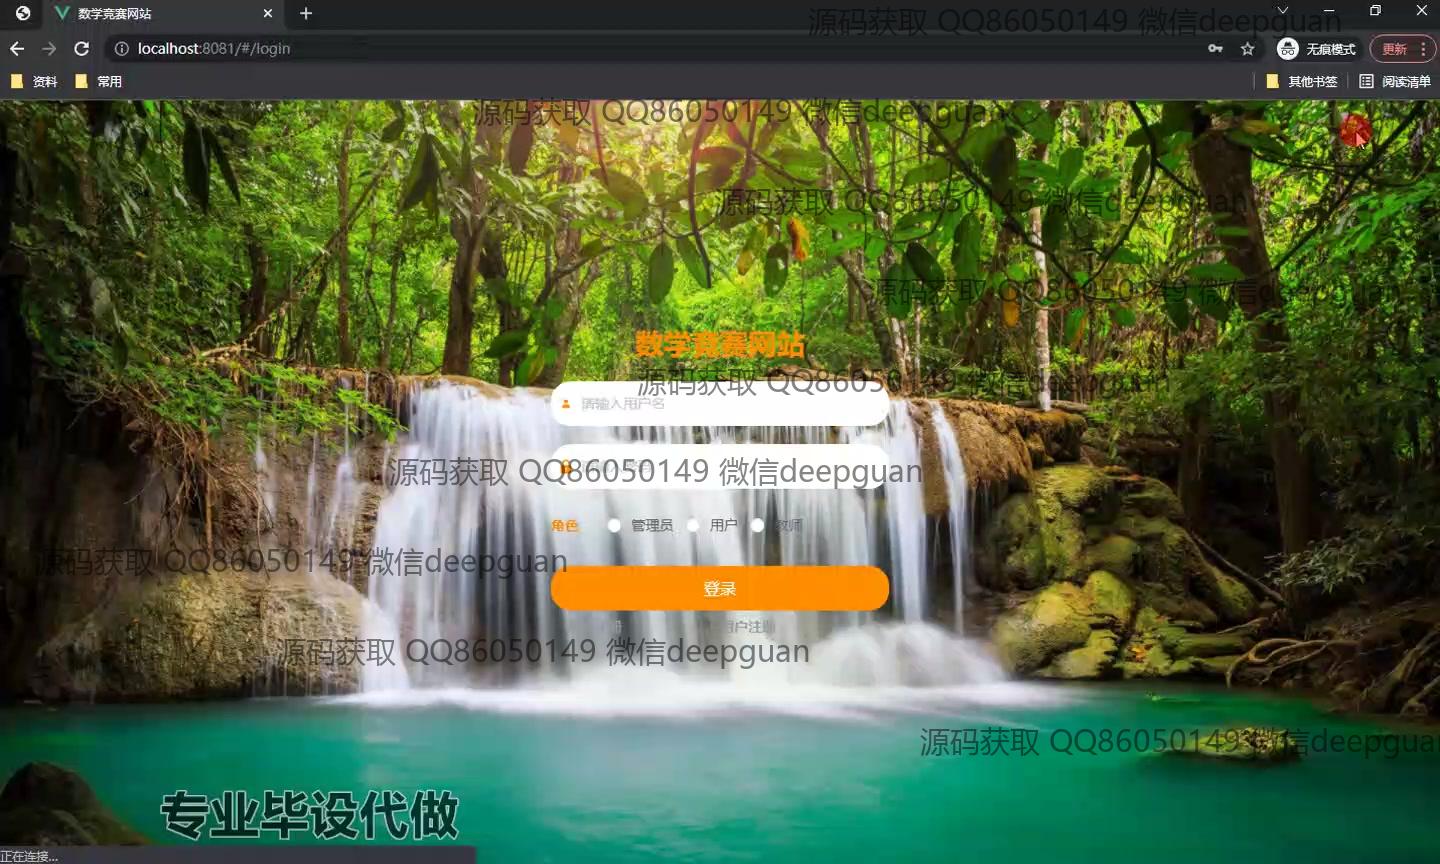 数学竞赛网站
源码获取 QQ86050149 微信deepguan
localhost:8081/#/login
无痕模式
更新
资料
常用
其他书签
阅读清单
源码获取 QQ86050149 微信deepguan
源码获取 QQ86050149 微信deepguan
源码获取 QQ86050149 微信deepguan
数学竞赛网站
源码获取 QQ86050149 微信deepguan
请输入用户名
源码获取 QQ86050149 微信deepguan
角色 管理员 用户 教师
源码获取 QQ86050149 微信deepguan
登录
用户注册
源码获取 QQ86050149 微信deepguan
源码获取 QQ86050149 微信deepgua
专业毕设代做
正在连接...